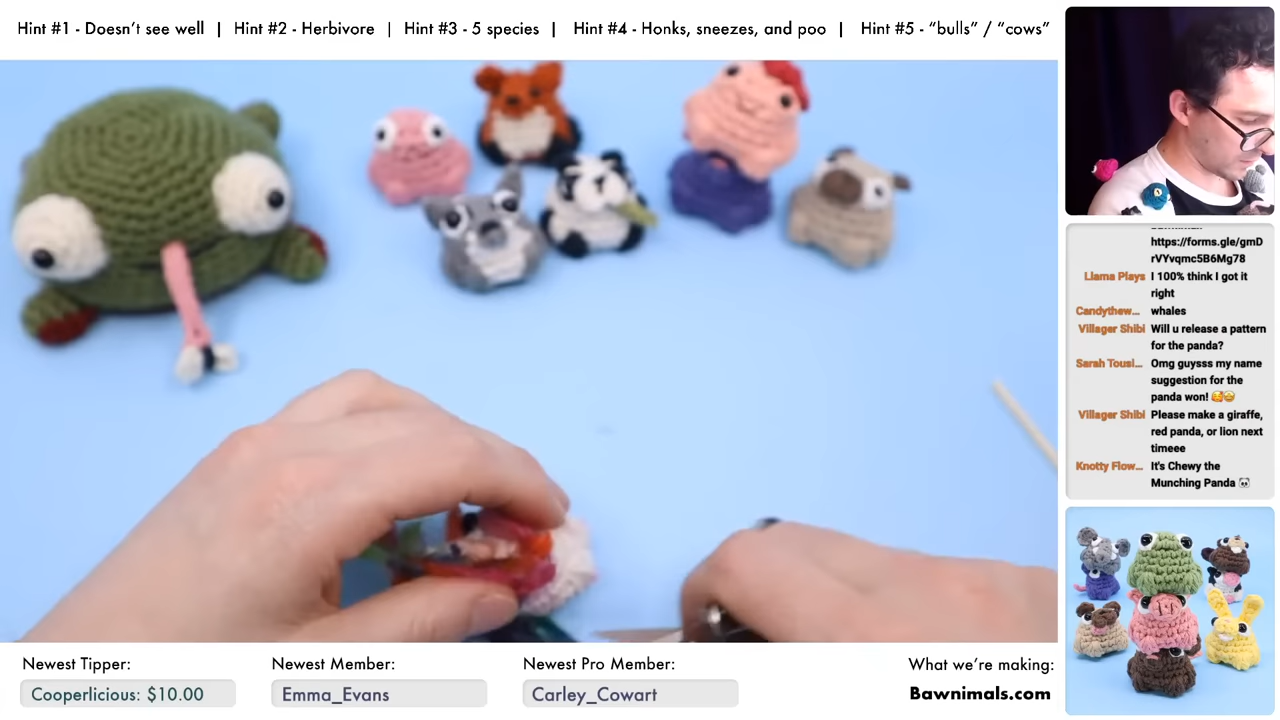 Hint #1 - Doesn't see well | Hint #2 - Herbivore | Hint #3 - 5 species | Hint #4 - Honks, sneezes, and poo | Hint #5 - “bulls” / “cows”
https://forms.gle/gmD
rVYvqmc5B6Mg78
Llama Plays I 100% think I got it
right
Candythew... whales
Villager Shibi Will u release a pattern
for the panda?
Sarah Tousi... Omg guysss my name
suggestion for the
panda won! 🥰🤩
Villager Shibi Please make a giraffe,
red panda, or lion next
timeee
Knotty Flow... It's Chewy the
Munching Panda 🐼
Newest Tipper: Newest Member: Newest Pro Member: What we're making:
Cooperlicious: $10.00 Emma_Evans Carley_Cowart Bawnimals.com